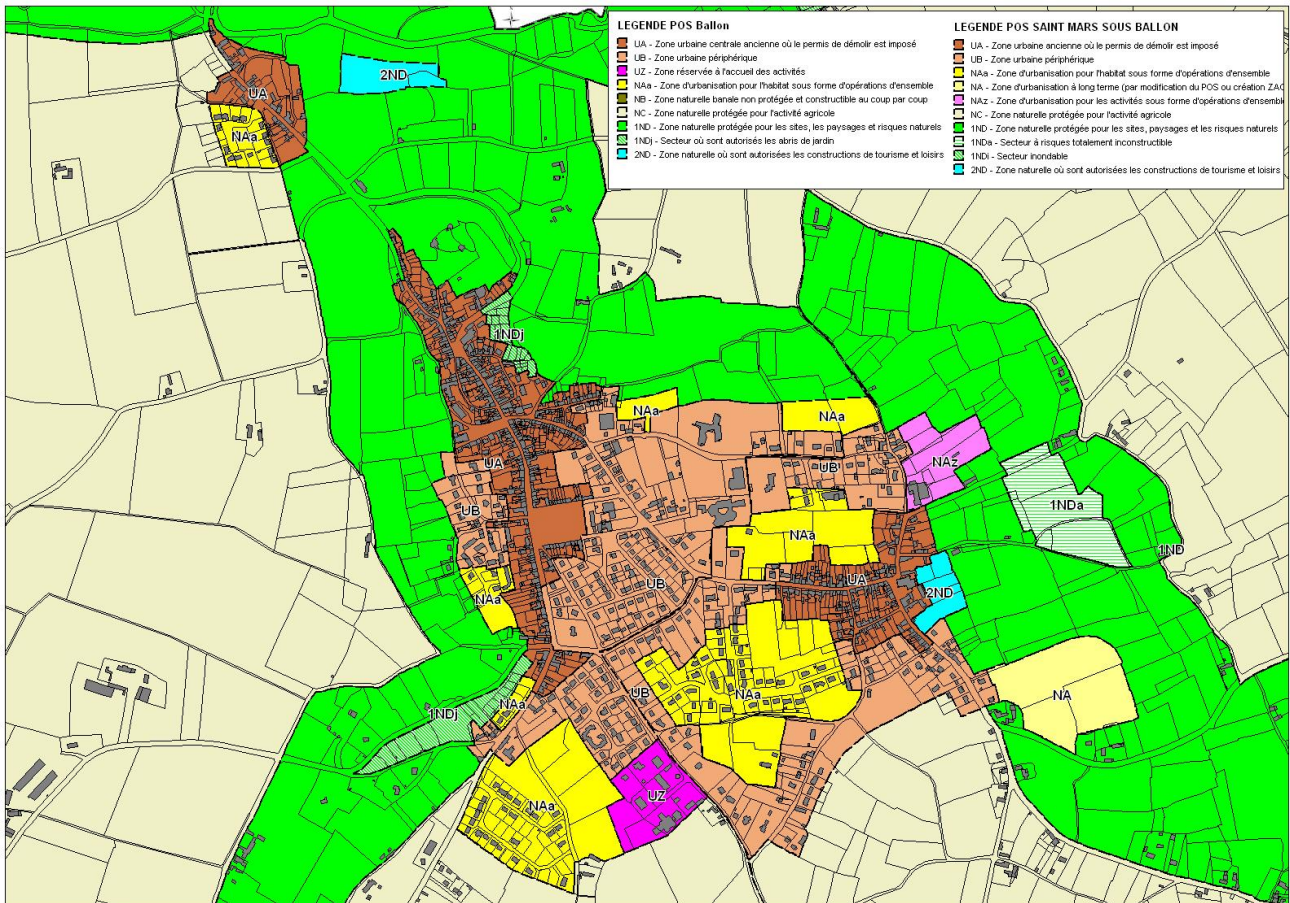 LEGENDE POS Ballon
UA - Zone urbaine centrale ancienne où le permis de démolir est imposé
UB - Zone urbaine périphérique
UZ - Zone réservée à l'accueil des activités
NAa - Zone d'urbanisation pour l'habitat sous forme d'opérations d'ensemble
NB - Zone naturelle banale non protégée et constructible au coup par coup
NC - Zone naturelle protégée pour l'activité agricole
1ND - Zone naturelle protégée pour les sites, les paysages et risques naturels
1NDj - Secteur où sont autorisés les abris de jardin
2ND - Zone naturelle où sont autorisées les constructions de tourisme et loisirs
LEGENDE POS SAINT MARS SOUS BALLON
UA - Zone urbaine ancienne où le permis de démolir est imposé
UB - Zone urbaine périphérique
NAa - Zone d'urbanisation pour l'habitat sous forme d'opérations d'ensemble
NA - Zone d'urbanisation à long terme (par modification du POS ou création ZAC
NAz - Zone d'urbanisation pour les activités sous forme d'opérations d'ensembl
NC - Zone naturelle protégée pour l'activité agricole
1ND - Zone naturelle protégée pour les sites, paysages et les risques naturels
1NDa - Secteur à risques totalement inconstructible
1NDi - Secteur inondable
2ND - Zone naturelle où sont autorisées les constructions de tourisme et loisirs
2ND
UA
NAa
1NDj
NAa
NAa
UA
UB
NAz
UB
1NDa
NAa
1ND
NAa
UB
UA
2ND
UB
NAa
NA
NAa
1NDj
UZ
NAa